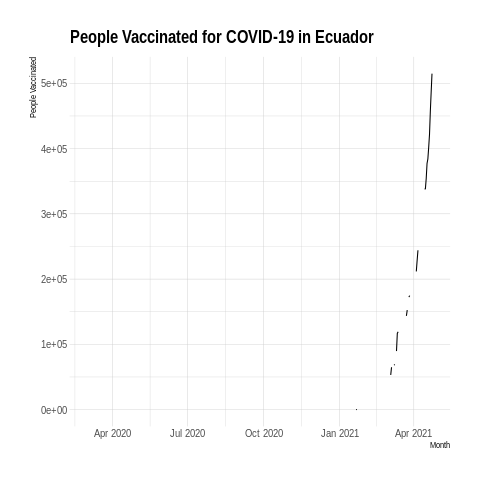 People Vaccinated for COVID-19 in Ecuador
People Vaccinated
5e+05
4e+05
3e+05
2e+05
1e+05
0e+00
Apr 2020 Jul 2020 Oct 2020 Jan 2021 Apr 2021
Month